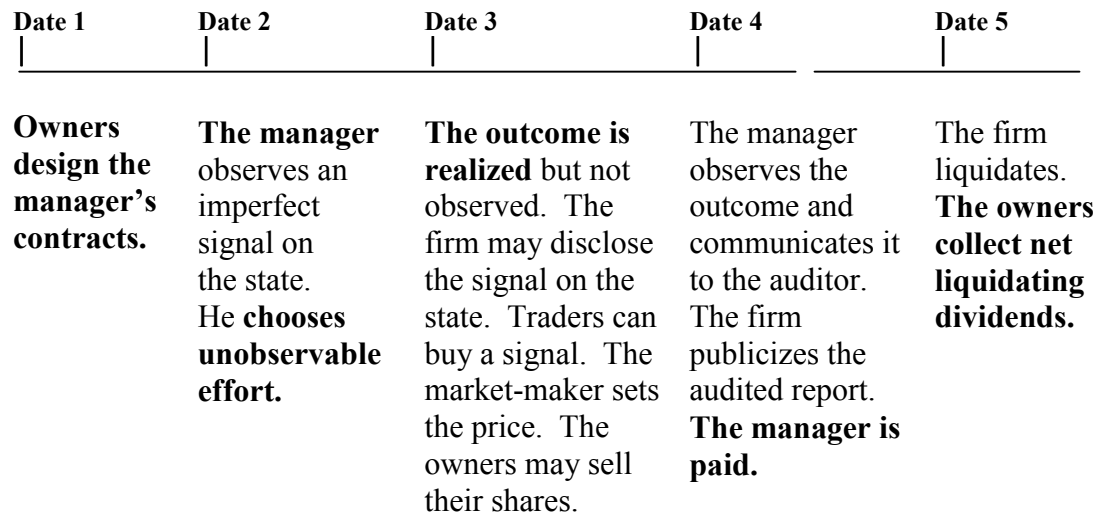 Date 1
Date 2
Date 3
Date 4
Date 5
Owners
design the
manager's
contracts.
The manager
observes an
imperfect
signal on
the state.
He chooses
unobservable
effort.
The outcome is
realized but not
observed. The
firm may disclose
the signal on the
state. Traders can
buy a signal. The
market-maker sets
the price. The
owners may sell
their shares.
The manager
observes the
outcome and
communicates it
to the auditor.
The firm
publicizes the
audited report.
The manager is
paid.
The firm
liquidates.
The owners
collect net
liquidating
dividends.